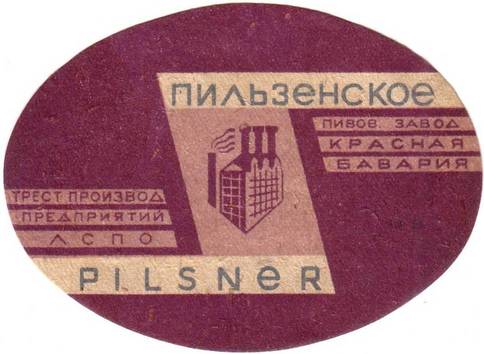 ПИЛЬЗЕНСКОЕ
ПИВОВ. ЗАВОД
КРАСНАЯ
БАВАРИЯ
ТРЕСТ ПРОИЗВОД
ПРЕДПРИЯТИЙ
ЛСПО
PILSNER